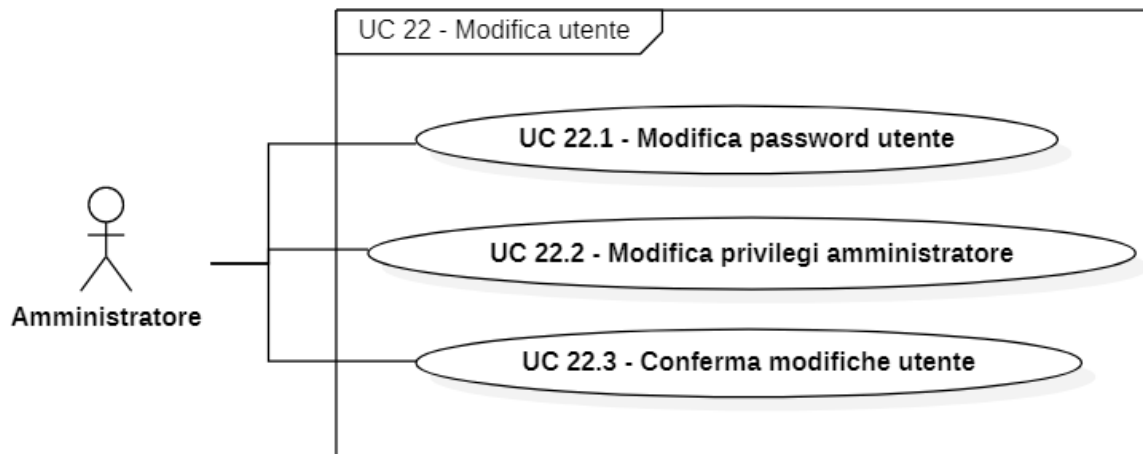 UC 22 - Modifica utente
UC 22.1 - Modifica password utente
UC 22.2 - Modifica privilegi amministratore
Amministratore
UC 22.3 - Conferma modifiche utente